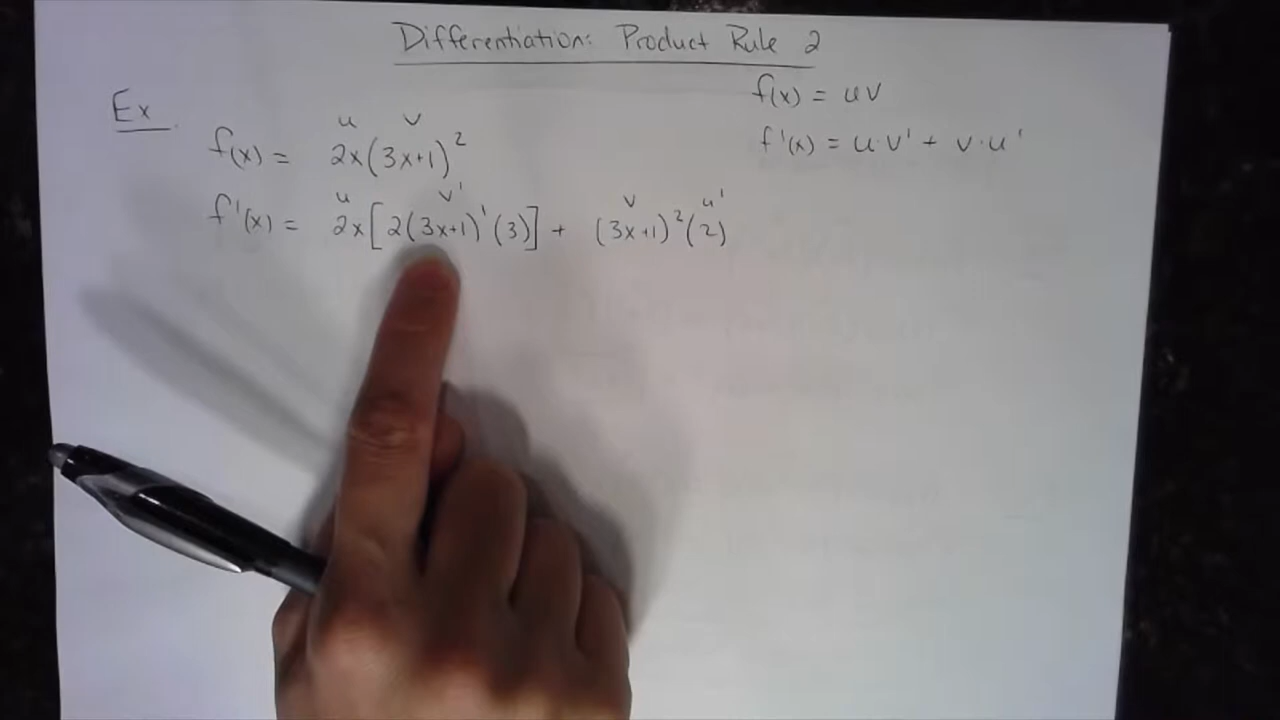 Differentiation: Product Rule 2
f(x) = uv
Ex.
u v
f(x) = 2x(3x+1)²
f'(x) = u·v' + v·u'
u v' v u'
f'(x) = 2x[2(3x+1)¹(3)] + (3x+1)²(2)